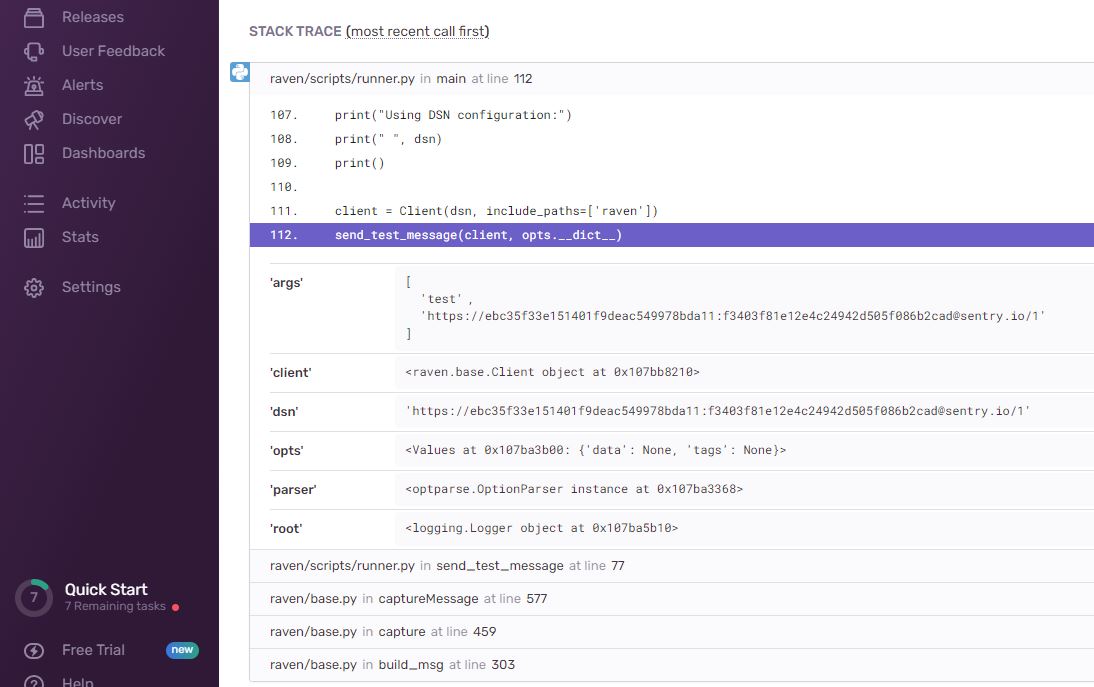 Releases
User Feedback
Alerts
Discover
Dashboards
Activity
Stats
Settings
7
Quick Start
7 Remaining tasks
Free Trial
new
Help
STACK TRACE (most recent call first)
raven/scripts/runner.py in main at line 112
107. print("Using DSN configuration:")
108. print(" ", dsn)
109. print()
110.
111. client = Client(dsn, include_paths=['raven'])
112. send_test_message(client, opts.__dict__)
'args'
[
'test' ,
'https://ebc35f33e151401f9deac549978bda11:f3403f81e12e4c24942d505f086b2cad@sentry.io/1'
]
'client' <raven.base.Client object at 0x107bb8210>
'dsn' 'https://ebc35f33e151401f9deac549978bda11:f3403f81e12e4c24942d505f086b2cad@sentry.io/1'
'opts' <Values at 0x107ba3b00: {'data': None, 'tags': None}>
'parser' <optparse.OptionParser instance at 0x107ba3368>
'root' <logging.Logger object at 0x107ba5b10>
raven/scripts/runner.py in send_test_message at line 77
raven/base.py in captureMessage at line 577
raven/base.py in capture at line 459
raven/base.py in build_msg at line 303